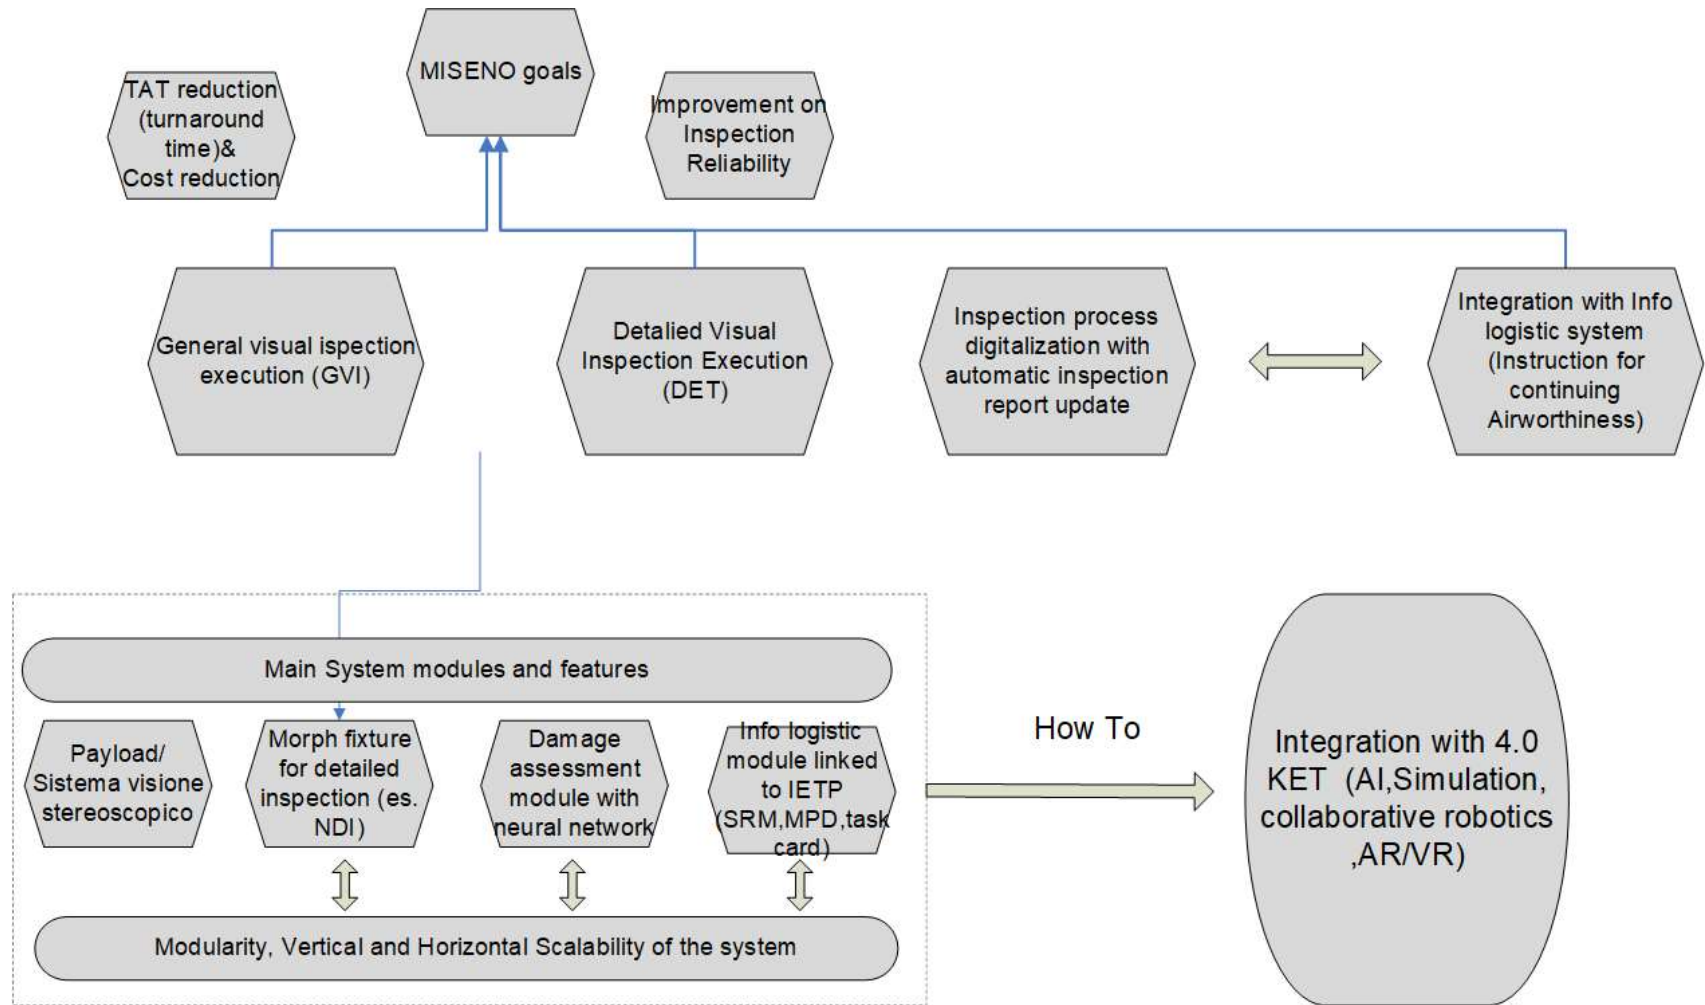 MISENO goals
TAT reduction
(turnaround
time)&
Cost reduction
Improvement on
Inspection
Reliability
General visual ispection
execution (GVI)
Detalied Visual
Inspection Execution
(DET)
Inspection process
digitalization with
automatic inspection
report update
Integration with Info
logistic system
(Instruction for
continuing
Airworthiness)
Main System modules and features
Payload/
Sistema visione
stereoscopico
Morph fixture
for detailed
inspection (es.
NDI)
Damage
assessment
module with
neural network
Info logistic
module linked
to IETP
(SRM,MPD,task
card)
Modularity, Vertical and Horizontal Scalability of the system
How To
Integration with 4.0
KET (AI,Simulation,
collaborative robotics
,AR/VR)